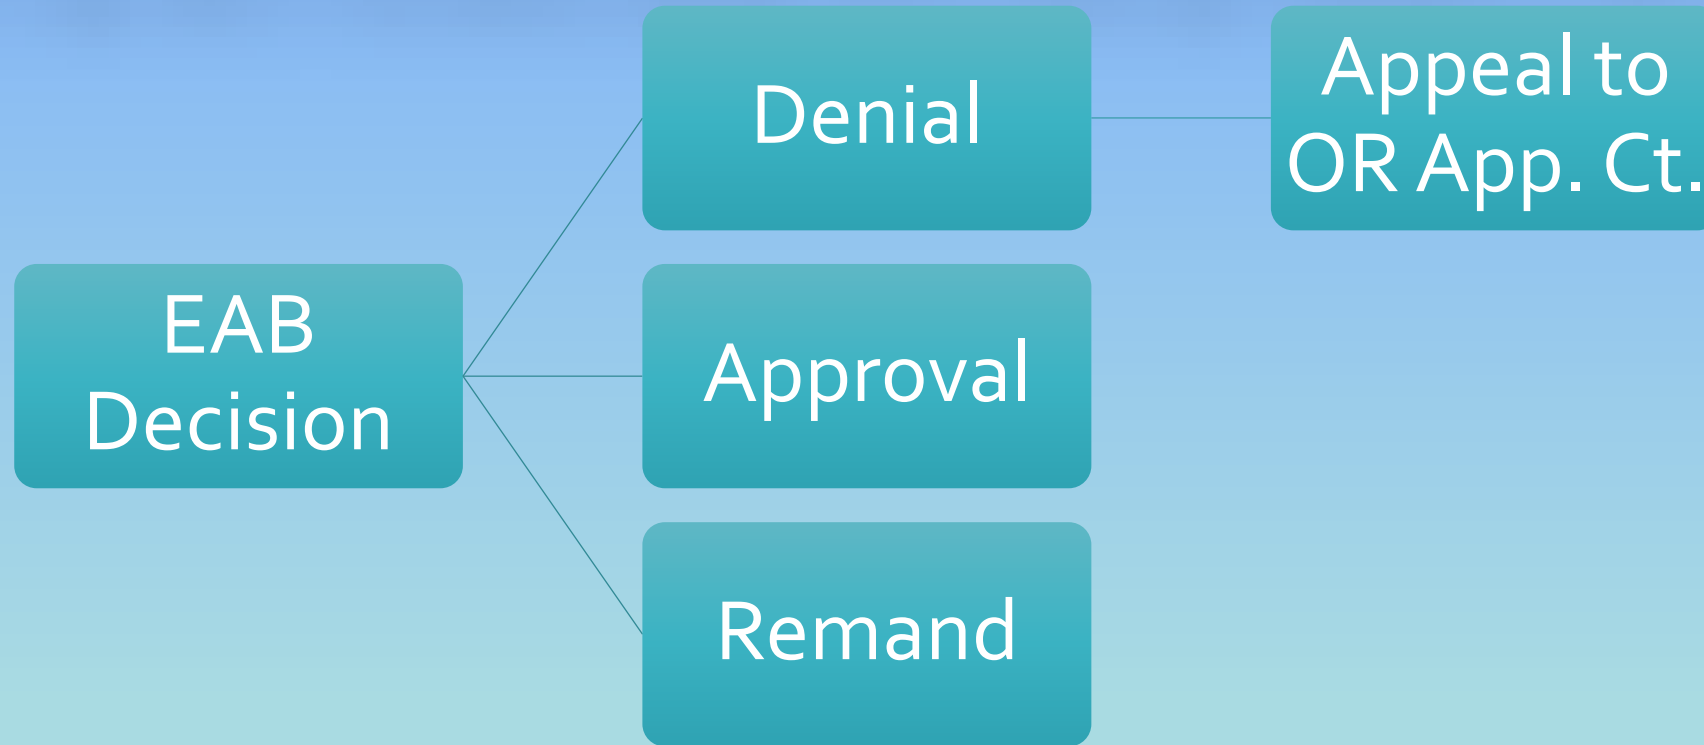 Denial
Appeal to
OR App. Ct.
EAB
Decision
Approval
Remand